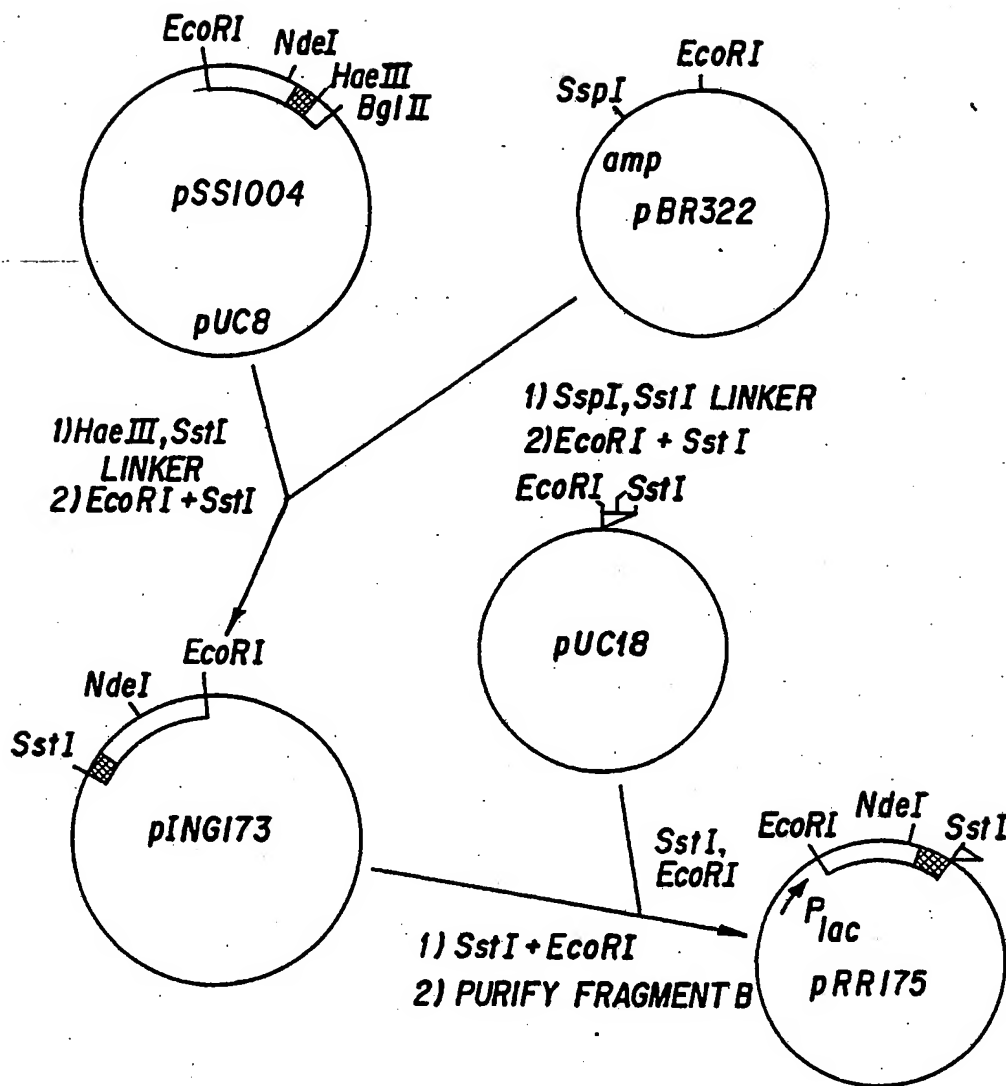 EcoRI
NdeI
HaeIII
BglII
pSS1004
pUC8
EcoRI
SspI
amp
pBR322
1)HaeIII,SstI
LINKER
2)EcoRI+SstI
1)SspI,SstI LINKER
2)EcoRI + SstI
EcoRI
SstI
pUC18
EcoRI
NdeI
SstI
pING173
SstI,
EcoRI
1) SstI+EcoRI
2) PURIFY FRAGMENT B
EcoRI
NdeI
SstI
Plac
pRR175